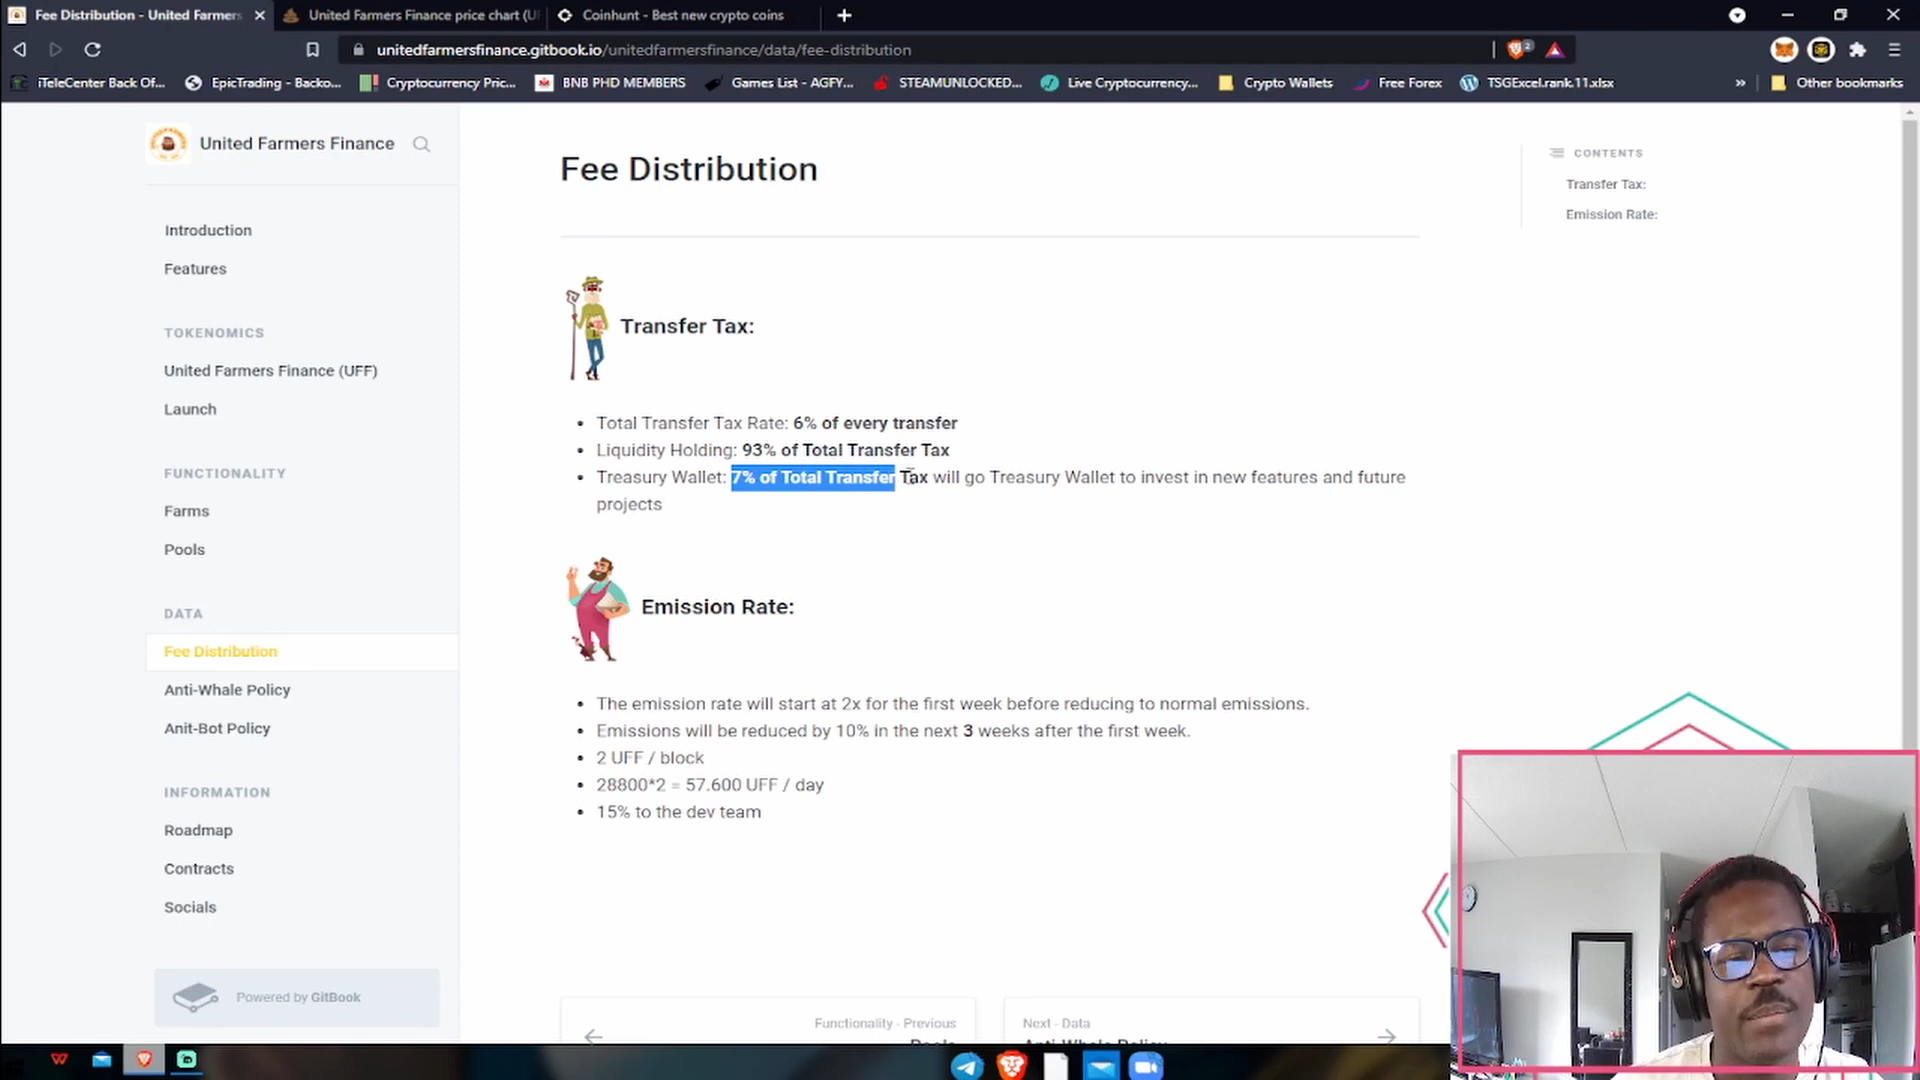 Fee Distribution - United Farmers
United Farmers Finance price chart (UF
Coinhunt - Best new crypto coins
unitedfarmersfinance.gitbook.io/unitedfarmersfinance/data/fee-distribution
2
iTeleCenter Back Of...
EpicTrading - Backo...
Cryptocurrency Pric...
BNB PHD MEMBERS
Games List - AGFY...
STEAMUNLOCKED...
Live Cryptocurrency...
Crypto Wallets
Free Forex
TSGExcel.rank.11.xlsx
»
Other bookmarks
United Farmers Finance
Introduction
Features
TOKENOMICS
United Farmers Finance (UFF)
Launch
FUNCTIONALITY
Farms
Pools
DATA
Fee Distribution
Anti-Whale Policy
Anit-Bot Policy
INFORMATION
Roadmap
Contracts
Socials
Powered by GitBook
Fee Distribution
Transfer Tax:
• Total Transfer Tax Rate: 6% of every transfer
• Liquidity Holding: 93% of Total Transfer Tax
• Treasury Wallet: 7% of Total Transfer Tax will go Treasury Wallet to invest in new features and future
projects
Emission Rate:
• The emission rate will start at 2x for the first week before reducing to normal emissions.
• Emissions will be reduced by 10% in the next 3 weeks after the first week.
• 2 UFF / block
• 28800*2 = 57.600 UFF / day
• 15% to the dev team
Functionality - Previous
Pools
Next - Data
Anti-Whale Policy
CONTENTS
Transfer Tax:
Emission Rate: